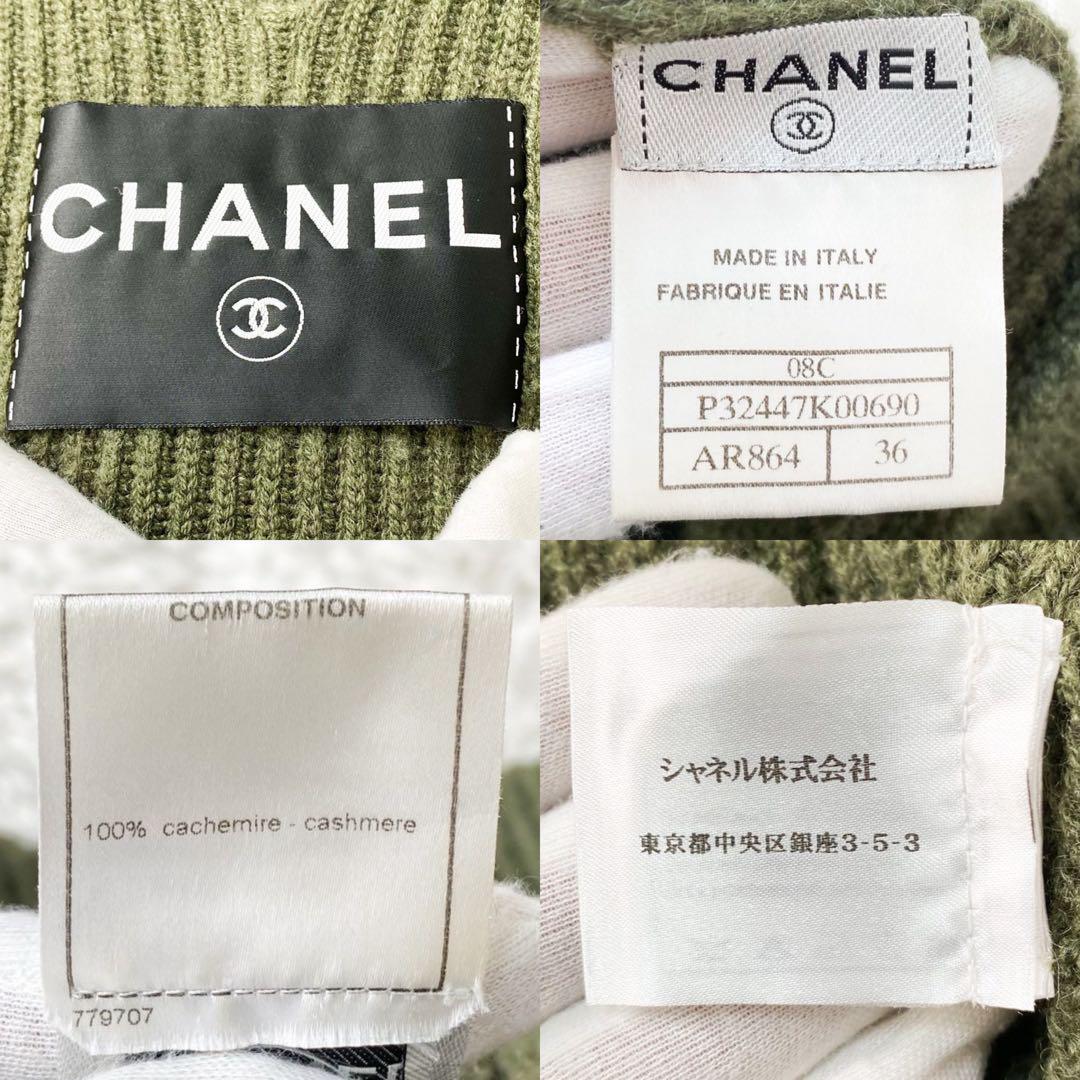 CHANEL
CHANEL
MADE IN ITALY
FABRIQUE EN ITALIE
08C
P32447K00690
AR864
36
COMPOSITION
100% cachemire - cashmere
779707
シャネル株式会社
東京都中央区銀座3-5-3